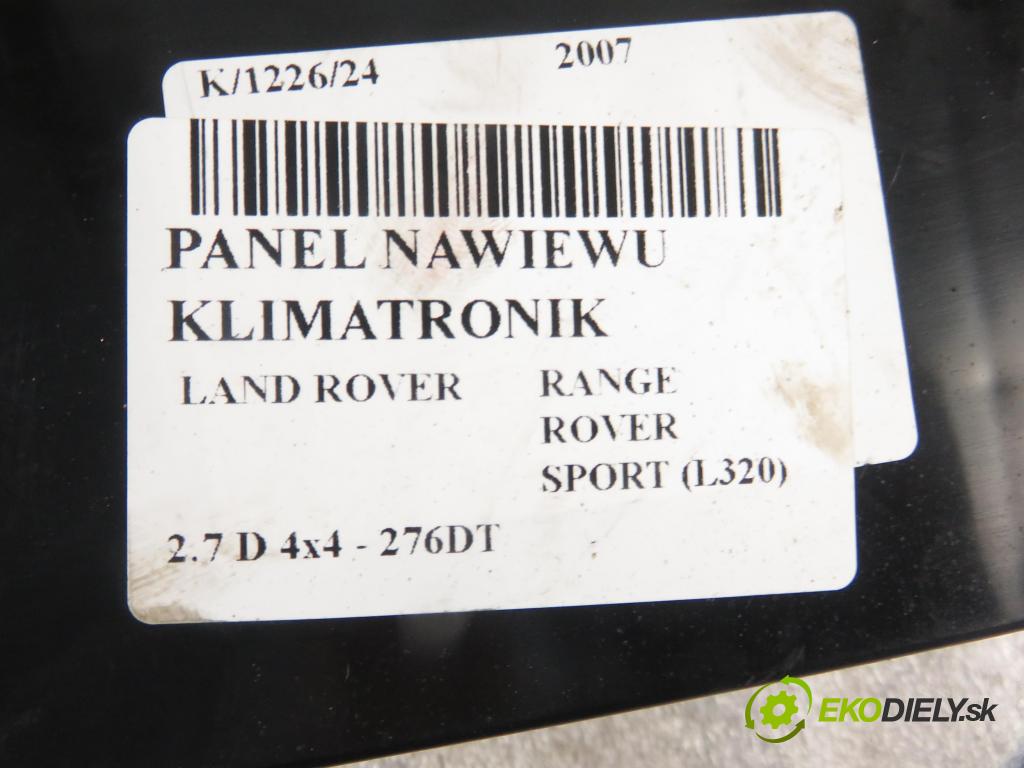 K/1226/24 2007
PANEL NAWIEWU
KLIMATRONIK
LAND ROVER RANGE
ROVER
SPORT (L320)
2.7 D 4x4 - 276DT
EKODIELY.sk